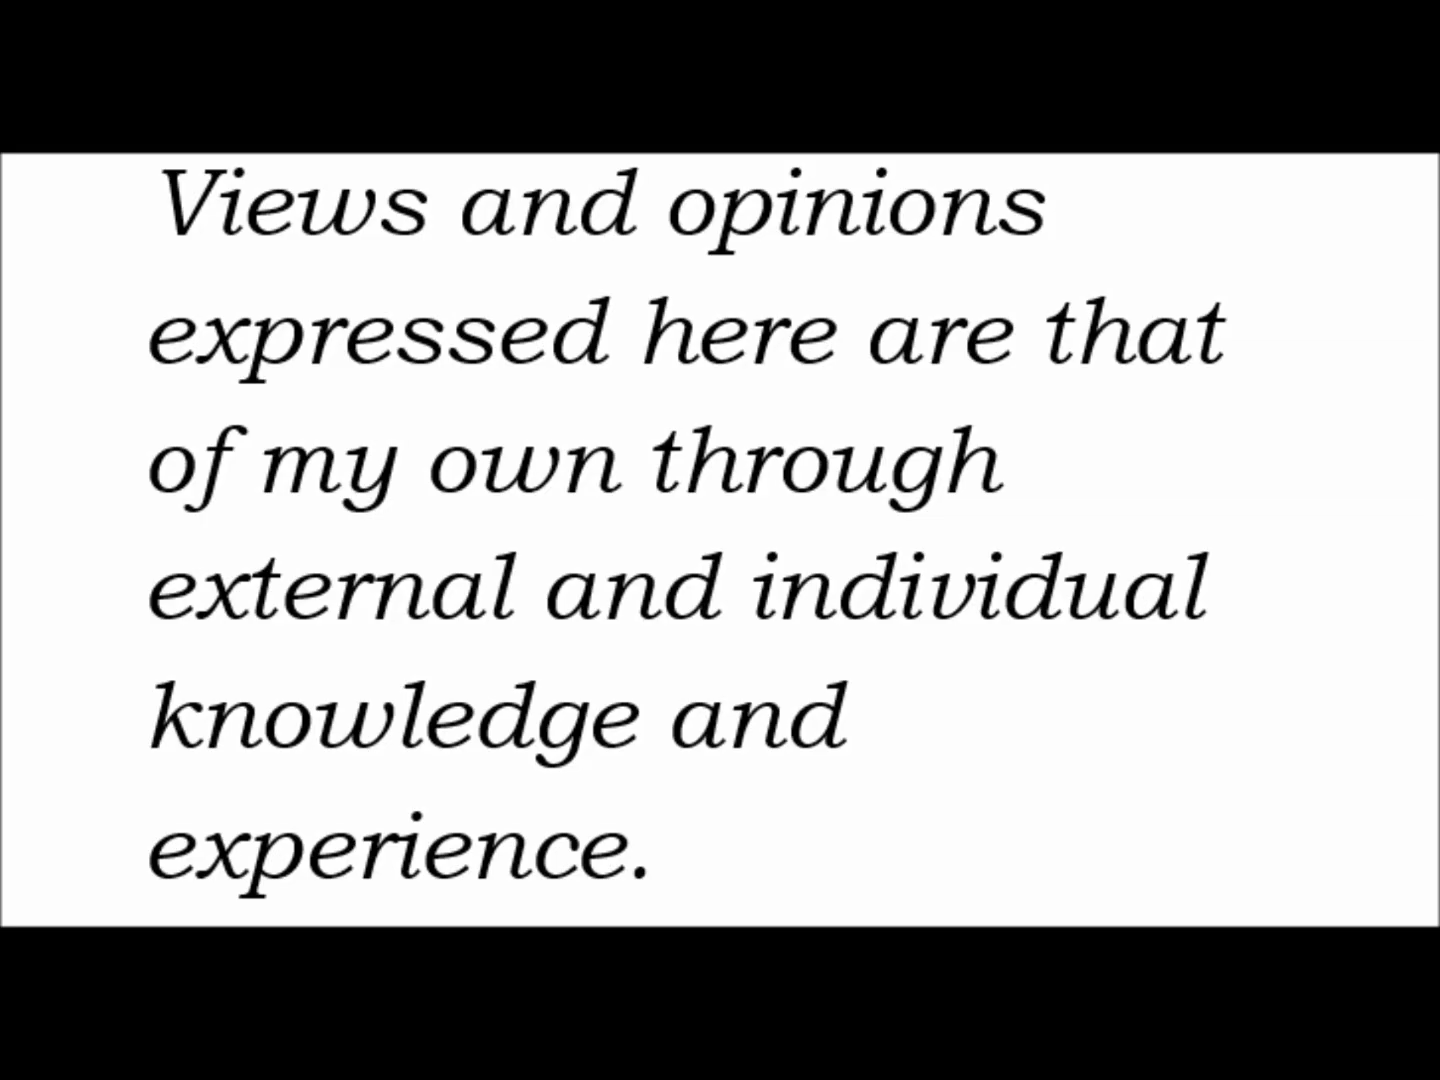 Views and opinions
expressed here are that
of my own through
external and individual
knowledge and
experience.